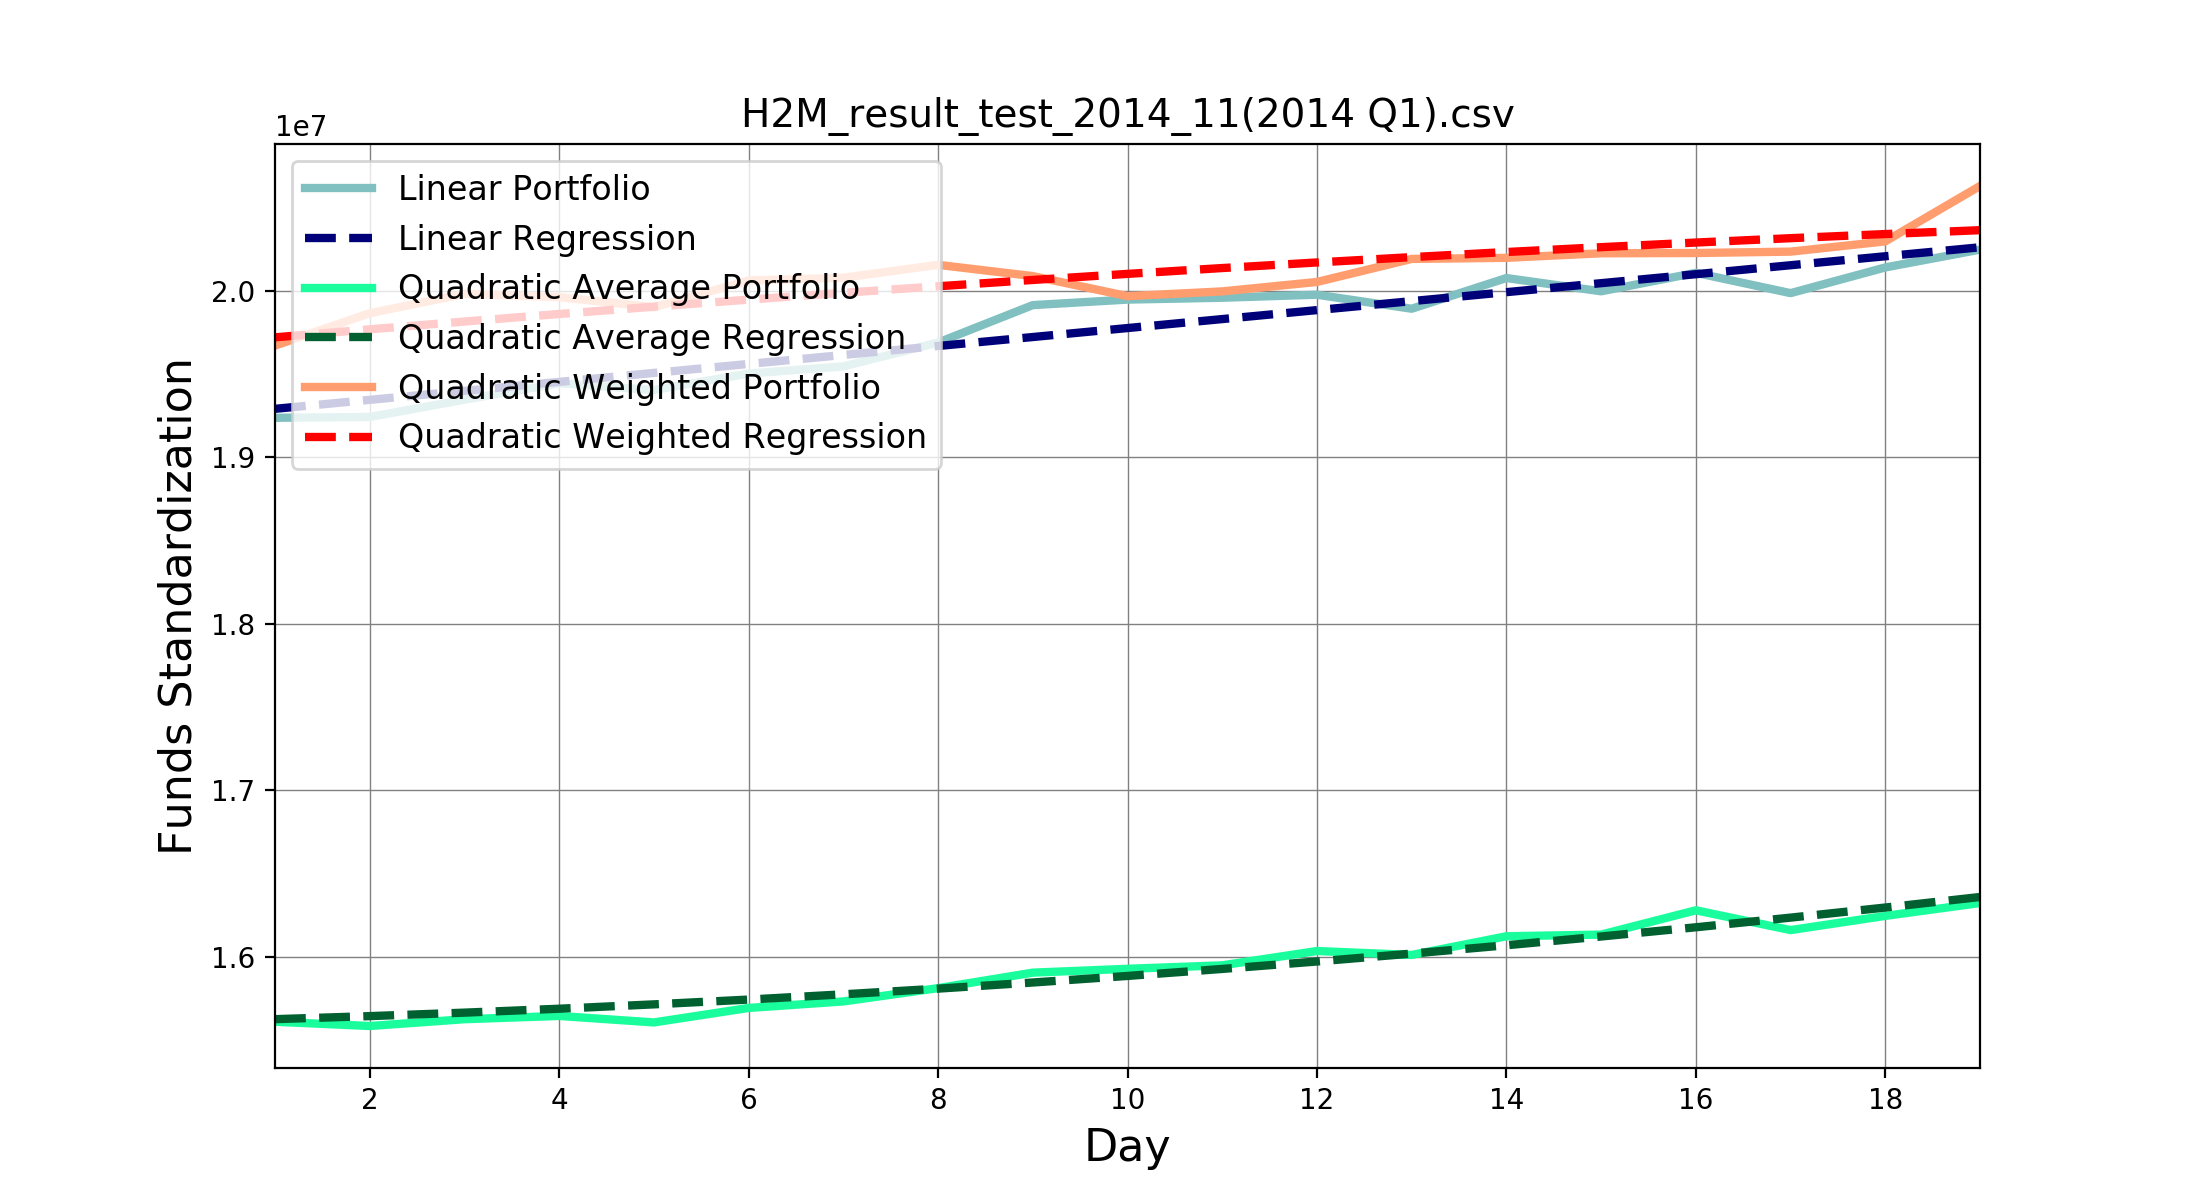 H2M_result_test_2014_11(2014 Q1).csv
1e7
Linear Portfolio
Linear Regression
Quadratic Average Portfolio
Quadratic Average Regression
Quadratic Weighted Portfolio
Quadratic Weighted Regression
2.0
1.9
1.8
1.7
1.6
Funds Standardization
2 4 6 8 10 12 14 16 18
Day